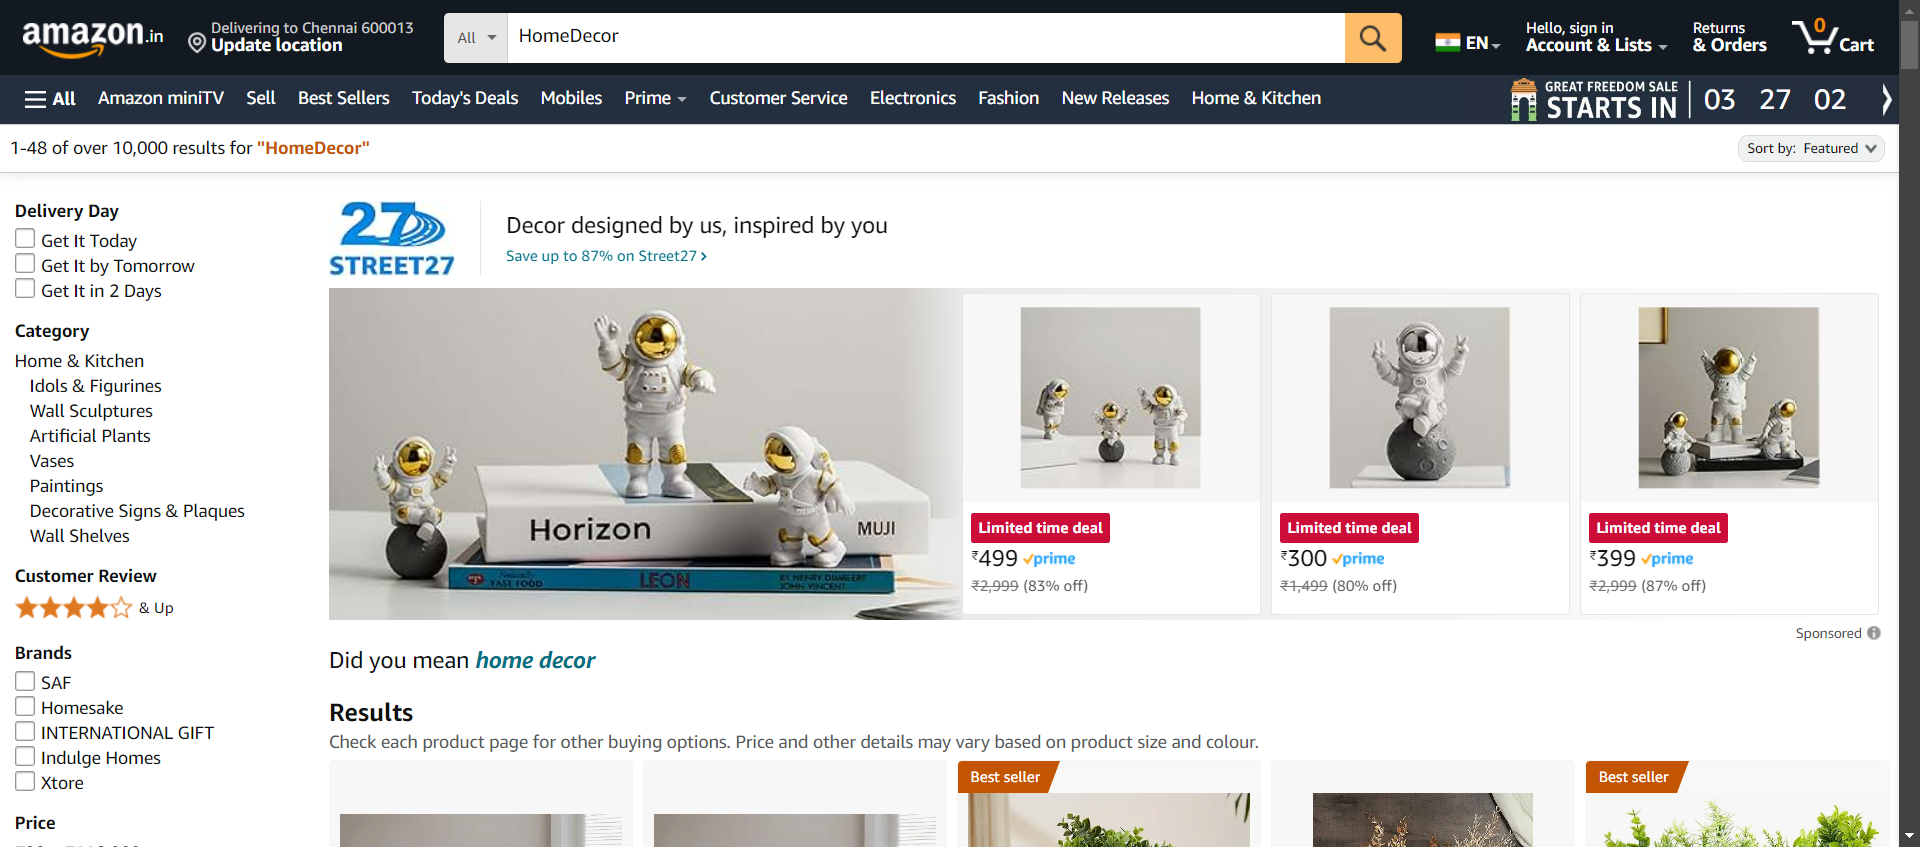 amazon.in
Delivering to Chennai 600013
Update location
All
HomeDecor
EN
Hello, sign in
Account & Lists
Returns
& Orders
0
Cart
All
Amazon miniTV
Sell
Best Sellers
Today's Deals
Mobiles
Prime
Customer Service
Electronics
Fashion
New Releases
Home & Kitchen
GREAT FREEDOM SALE
STARTS IN
03 27 02
1-48 of over 10,000 results for "HomeDecor"
Sort by: Featured
Delivery Day
Get It Today
Get It by Tomorrow
Get It in 2 Days
Category
Home & Kitchen
Idols & Figurines
Wall Sculptures
Artificial Plants
Vases
Paintings
Decorative Signs & Plaques
Wall Shelves
Customer Review
& Up
Brands
SAF
Homesake
INTERNATIONAL GIFT
Indulge Homes
Xtore
Price
27
STREET27
Decor designed by us, inspired by you
Save up to 87% on Street27
Horizon
MUJI
FAST FOOD
LEON
BY HENRY DIMBLEBY
JOHN VINCENT
Limited time deal
₹499 prime
₹2,999 (83% off)
Limited time deal
₹300 prime
₹1,499 (80% off)
Limited time deal
₹399 prime
₹2,999 (87% off)
Sponsored
Did you mean home decor
Results
Check each product page for other buying options. Price and other details may vary based on product size and colour.
Best seller
Best seller